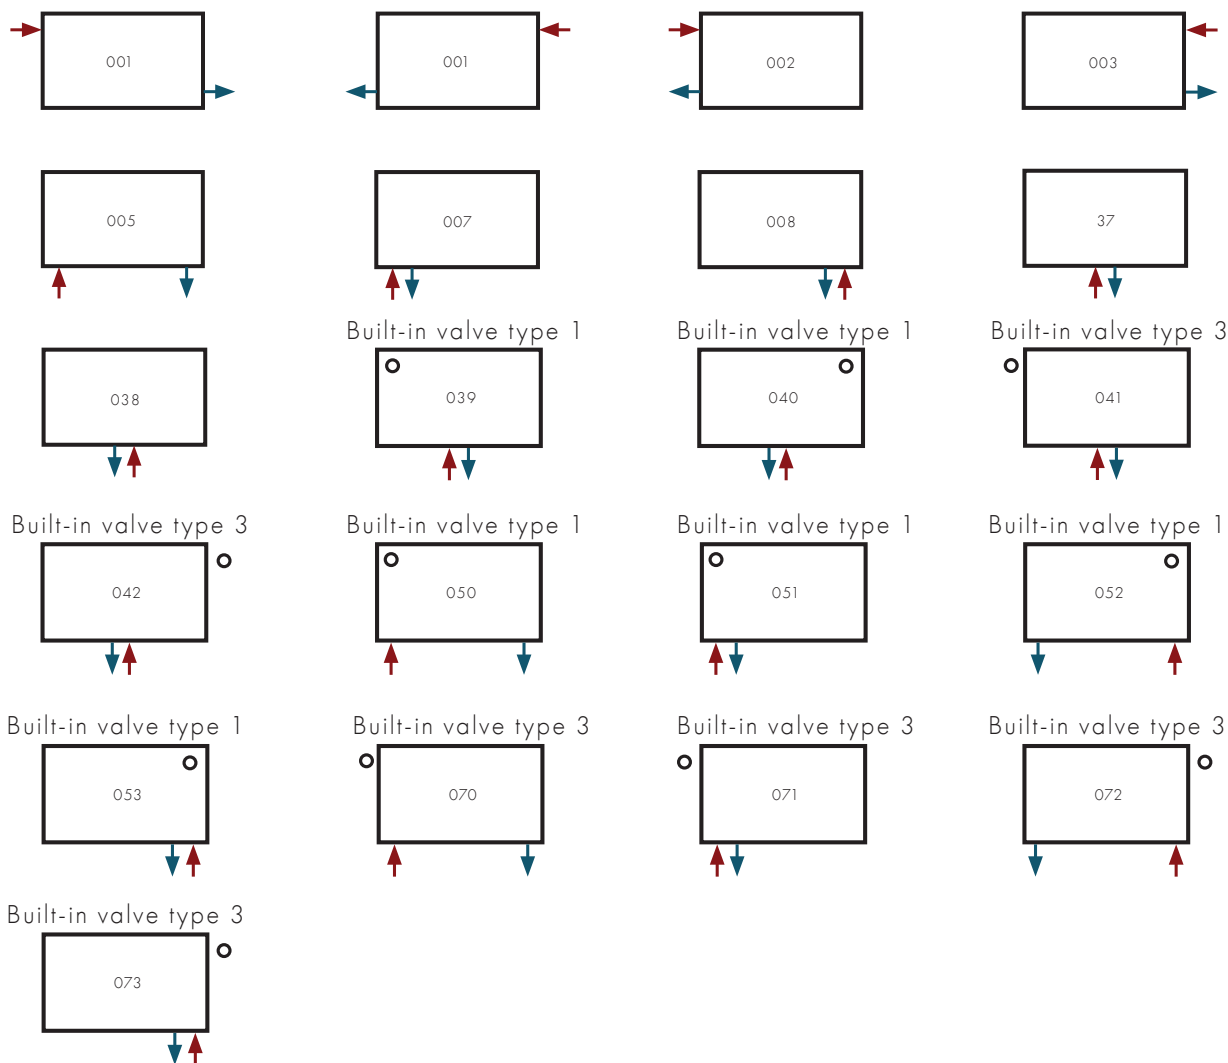 001
001
002
003
005
007
008
37
Built-in valve type 1
Built-in valve type 1
Built-in valve type 3
038
039
040
041
Built-in valve type 3
Built-in valve type 1
Built-in valve type 1
Built-in valve type 1
042
050
051
052
Built-in valve type 1
Built-in valve type 3
Built-in valve type 3
Built-in valve type 3
053
070
071
072
Built-in valve type 3
073